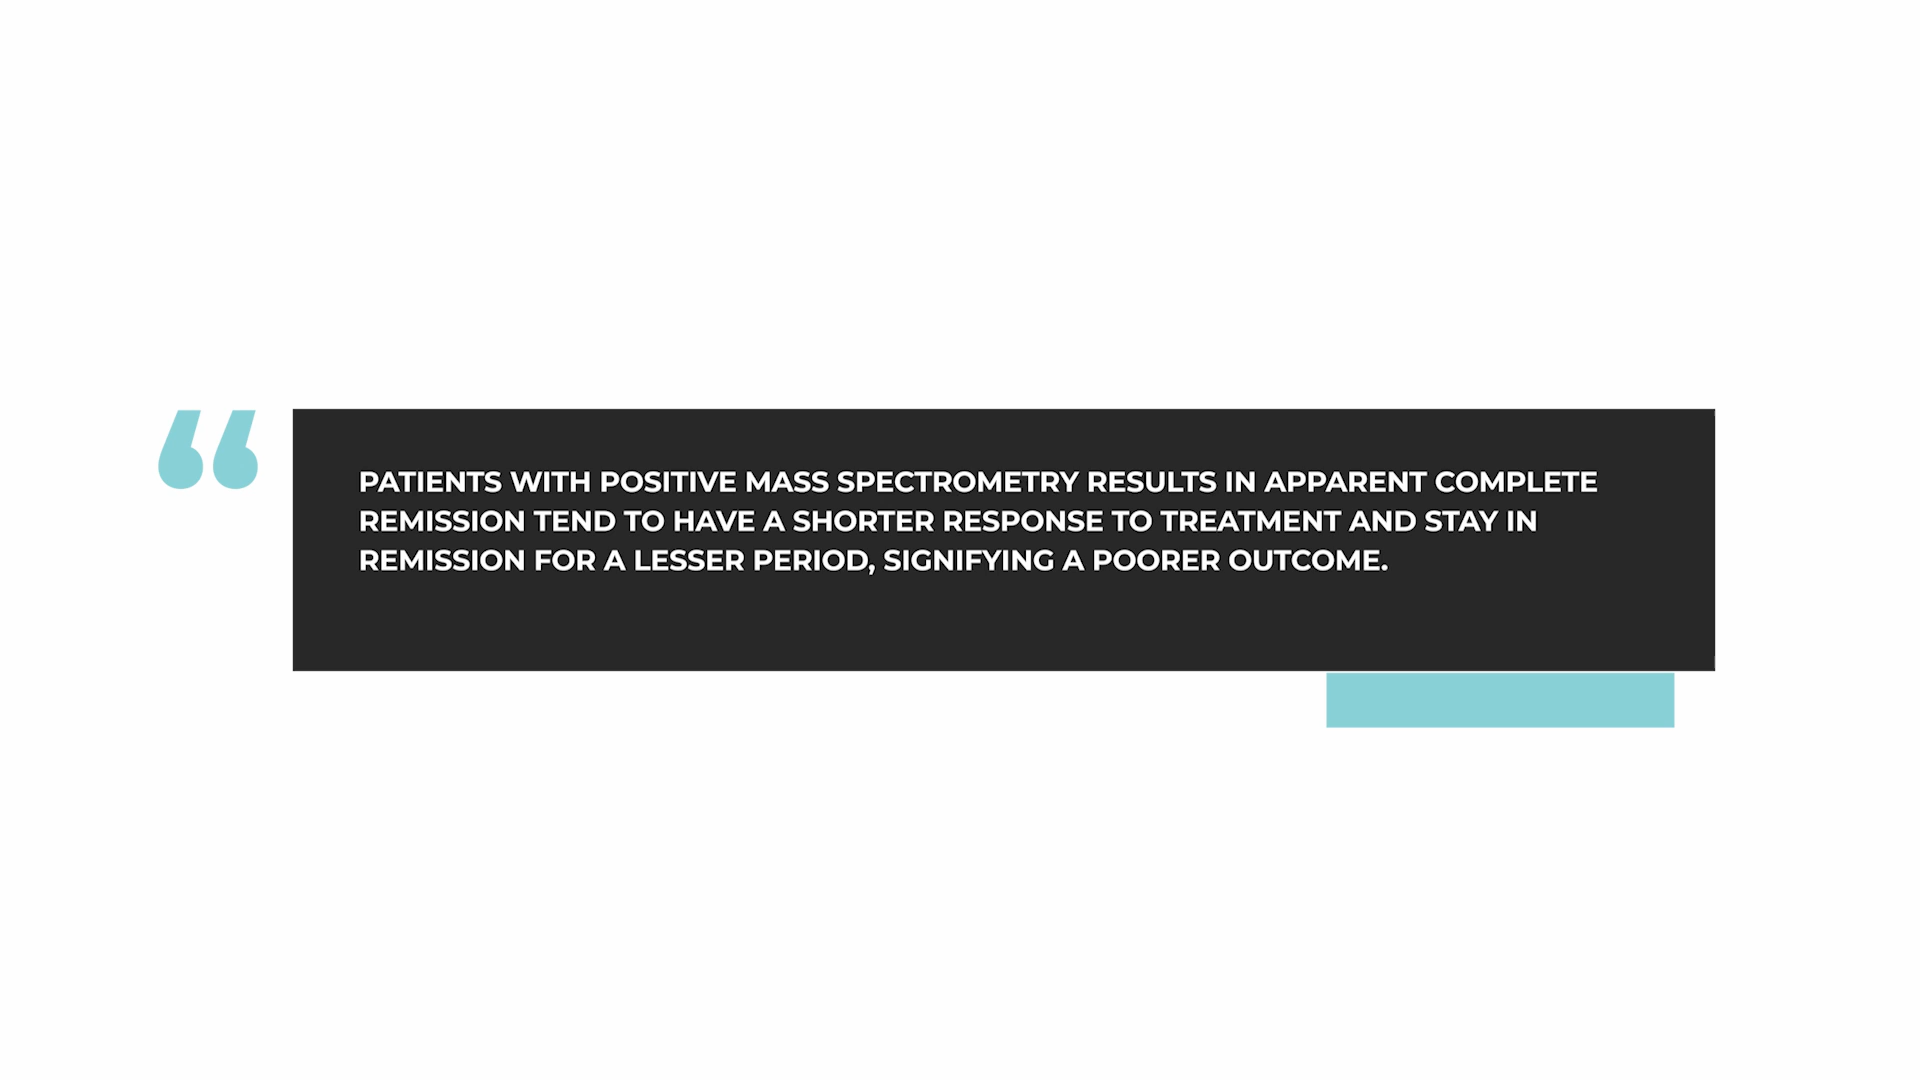 “
PATIENTS WITH POSITIVE MASS SPECTROMETRY RESULTS IN APPARENT COMPLETE
REMISSION TEND TO HAVE A SHORTER RESPONSE TO TREATMENT AND STAY IN
REMISSION FOR A LESSER PERIOD, SIGNIFYING A POORER OUTCOME.